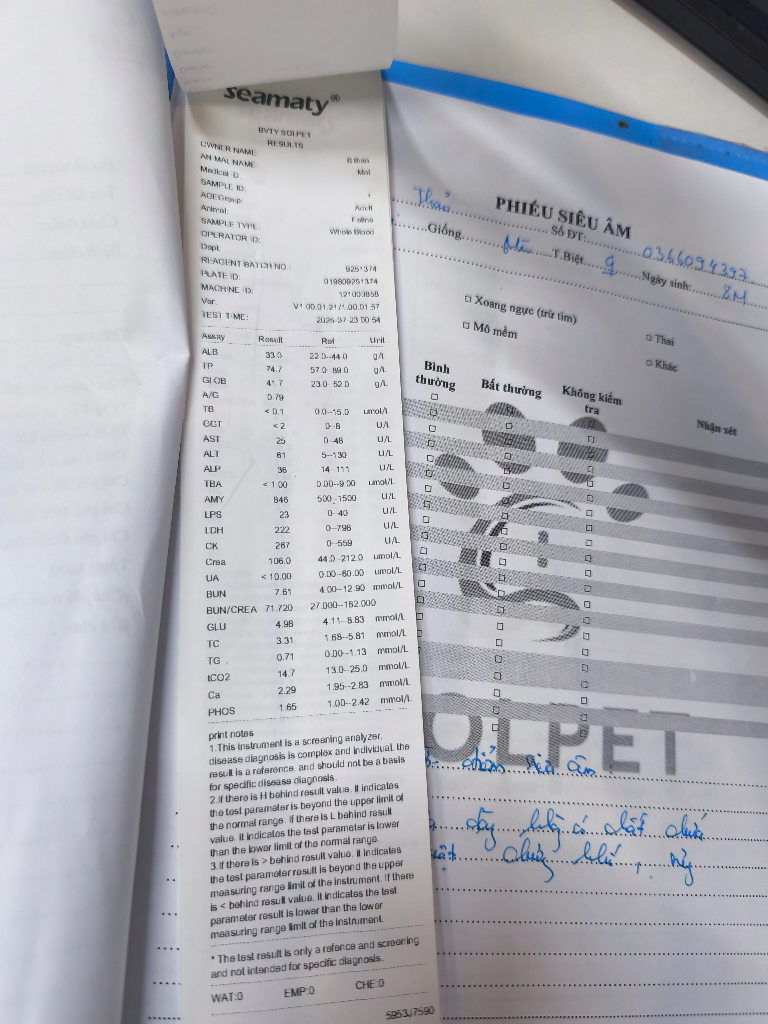 seamaty®
BVTY SOLPET
RESULTS
OWNER NAME:
B thao
ANIMAL NAME:
Moi
Medical ID:
SAMPLE ID:
AGEGroup:
Adult
Animal:
Feline
SAMPLE TYPE:
Whole Blood
OPERATOR ID:
Dept:
REAGENT BATCH NO.: 9251374
PLATE ID: 019809251374
MACHINE ID: 121003858
Ver: V1.00.01.21/1.00.01.57
TEST TIME: 2025-07-23 00:54
Assay Result Ref Unit
ALB 33.0 22.0--44.0 g/L
TP 74.7 57.0--89.0 g/L
GLOB 41.7 23.0--52.0 g/L
A/G 0.79
TB < 0.1 0.0--15.0 umol/l
GGT < 2 0--8 U/L
AST 25 0--48 U/L
ALT 61 5--130 U/L
ALP 36 14--111 U/L
TBA < 1.00 0.00--9.00 umol/L
AMY 846 500--1500 U/L
LPS 23 0--40 U/L
LDH 222 0--798 U/L
CK 267 0--559 U/L
Crea 106.0 44.0--212.0 umol/L
UA < 10.00 0.00--60.00 umol/L
BUN 7.61 4.00--12.90 mmol/L
BUN/CREA 71.720 27.000--182.000
GLU 4.98 4.11--8.83 mmol/L
TC 3.31 1.68--5.81 mmol/L
TG 0.71 0.00--1.13 mmol/L
tCO2 14.7 13.0--25.0 mmol/L
Ca 2.29 1.95--2.83 mmol/L
PHOS 1.65 1.00--2.42 mmol/L
print notes
1.This instrument is a screening analyzer,
disease diagnosis is complex and individual, the
result is a reference, and should not be a basis
for specific disease diagnosis.
2.if there is H behind result value. It indicates
the test parameter is beyond the upper limit of
the normal range. if there is L behind result
value. It indicates the test parameter is lower
than the lower limit of the normal range.
3.if there is > behind result value. it indicates
the test parameter result is beyond the upper
measuring range limit of the instrument. If there
is < behind result value, it indicates the test
parameter result is lower than the lower
measuring range limit of the instrument.
* The test result is only a refence and screening
and not intended for specific diagnosis.
WAT:0 EMP:0 CHE:0
5953J7590
PHIẾU SIÊU ÂM
Thảo Số ĐT: 0366094397
Giống T.Biệt Ngày sinh: 8M
□ Xoang ngực (trừ tim) □ Thai
□ Mô mềm □ Khác
Bình thường Bất thường Không kiểm tra Nhận xét
SOLPET
siêu âm
dày không có chất chứa
chứng khí,